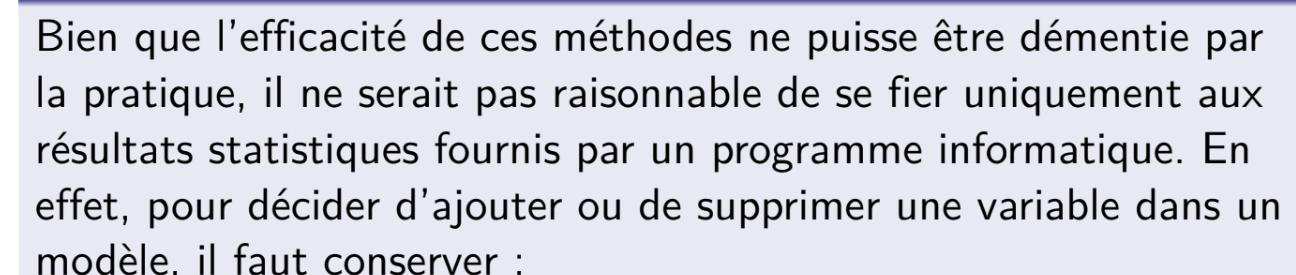 Bien que l'efficacité de ces méthodes ne puisse être démentie par
la pratique, il ne serait pas raisonnable de se fier uniquement aux
résultats statistiques fournis par un programme informatique. En
effet, pour décider d'ajouter ou de supprimer une variable dans un
modèle, il faut conserver :